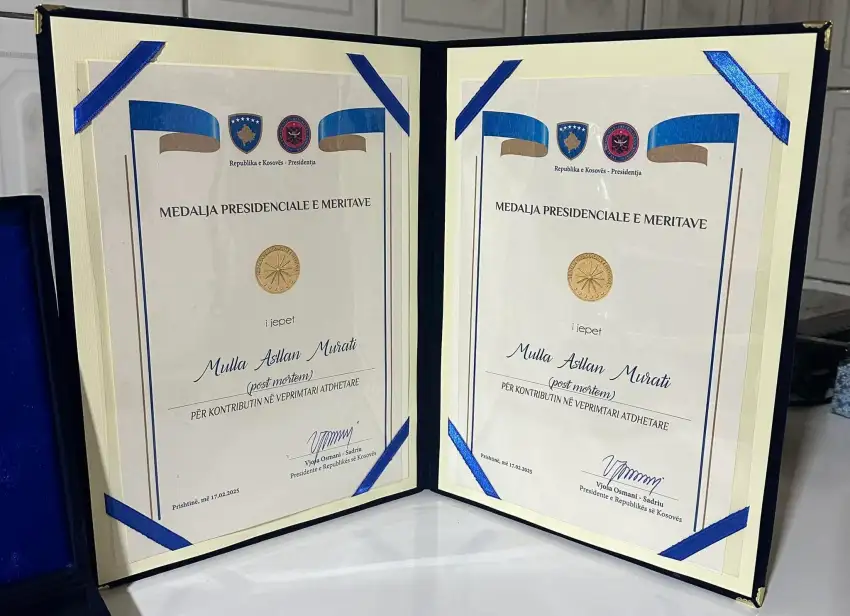 Republika e Kosovës - Presidentja
MEDALJA PRESIDENCIALE E MERITAVE
i jepet
Mulla Asllan Murati
(post mortem)
PËR KONTRIBUTIN NË VEPRIMTARI ATDHETARE
Vjosa Osmani - Sadriu
Presidente e Republikës së Kosovës
Prishtinë, më 17.02.2025
Republika e Kosovës - Presidentja
MEDALJA PRESIDENCIALE E MERITAVE
i jepet
Mulla Asllan Murati
(post mortem)
PËR KONTRIBUTIN NË VEPRIMTARI ATDHETARE
Vjosa Osmani - Sadriu
Presidente e Republikës së Kosovës
Prishtinë, më 17.02.2025